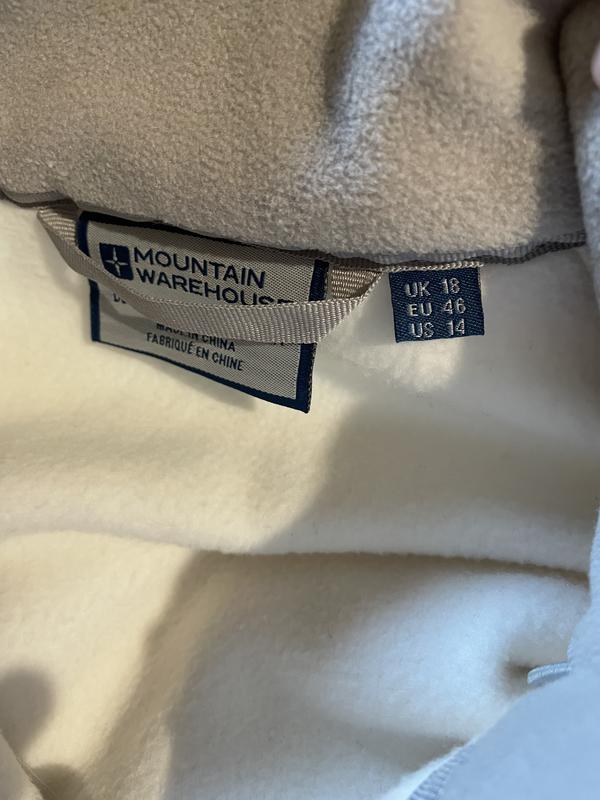 MOUNTAIN
WAREHOUSE
MADE IN CHINA
FABRIQUÉ EN CHINE
UK 18
EU 46
US 14